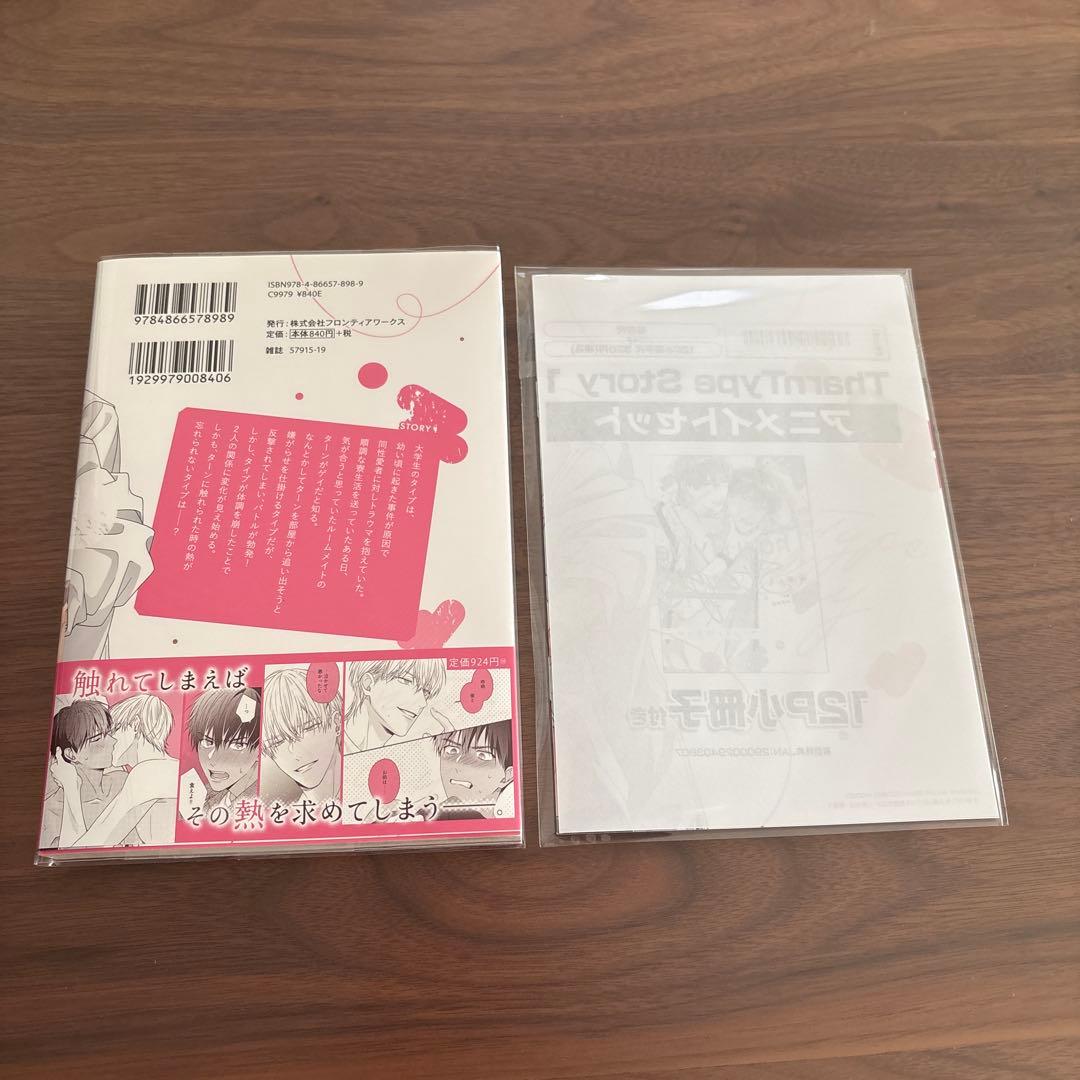 ISBN978-4-86657-898-9
C9979 ¥840E
9784866578989
発行：株式会社フロンティアワークス
定価：本体840円+税
雑誌 57915-19
1929979008406
STORY
大学生のタイプは、
幼い頃に起きた事件が原因で
同性愛者に対しトラウマを抱えていた。
順調な寮生活を送っていたある日、
気が合うと思っていたルームメイトの
ターンがゲイだと知る。
なんとかしてターンを部屋から追い出そうと
嫌がらせを仕掛けるタイプだが、
反撃されてしまい、バトルが勃発！
しかし、タイプが体調を崩したことで
2人の関係に変化が見え始める。
しかも、ターンに触れられた時の熱が
忘れられないタイプは――？
定価924円
触れてしまえば
その熱を求めてしまう――。
TharnType Story 1
アニメイトセット
12P小冊子付き